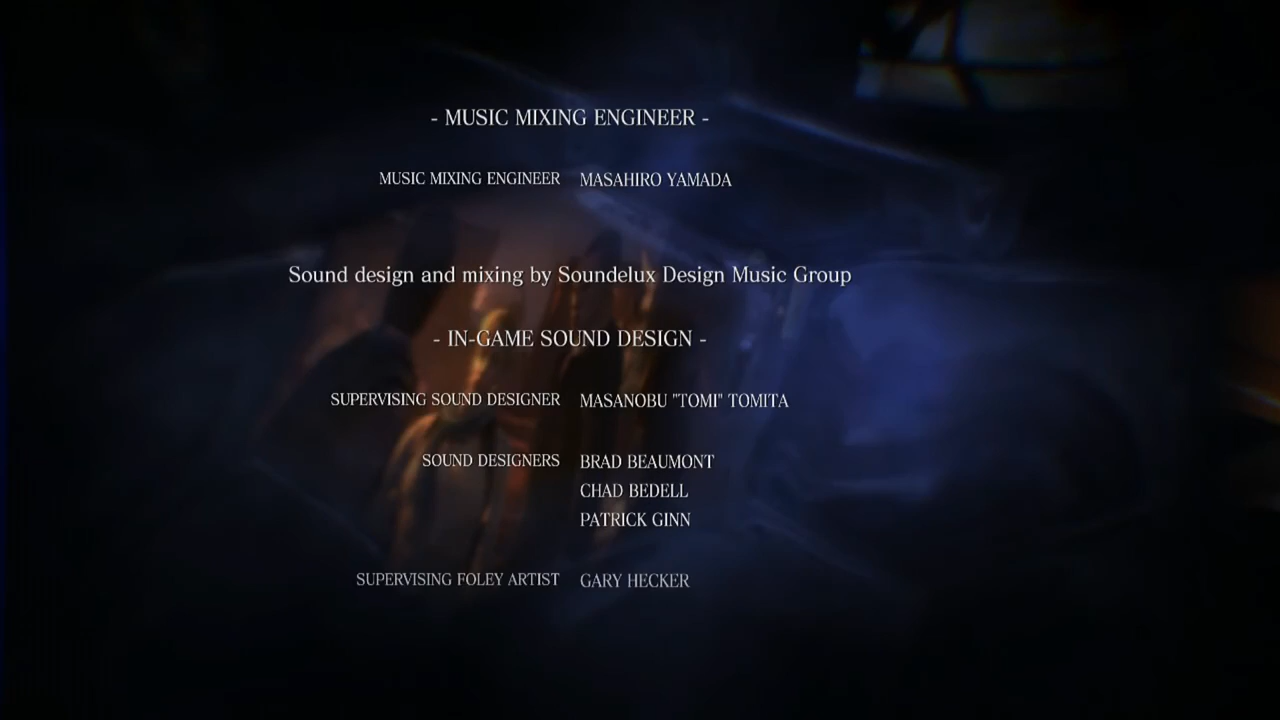 - MUSIC MIXING ENGINEER -
MUSIC MIXING ENGINEER MASAHIRO YAMADA
Sound design and mixing by Soundelux Design Music Group
- IN-GAME SOUND DESIGN -
SUPERVISING SOUND DESIGNER MASANOBU "TOMI" TOMITA
SOUND DESIGNERS BRAD BEAUMONT
CHAD BEDELL
PATRICK GINN
SUPERVISING FOLEY ARTIST GARY HECKER